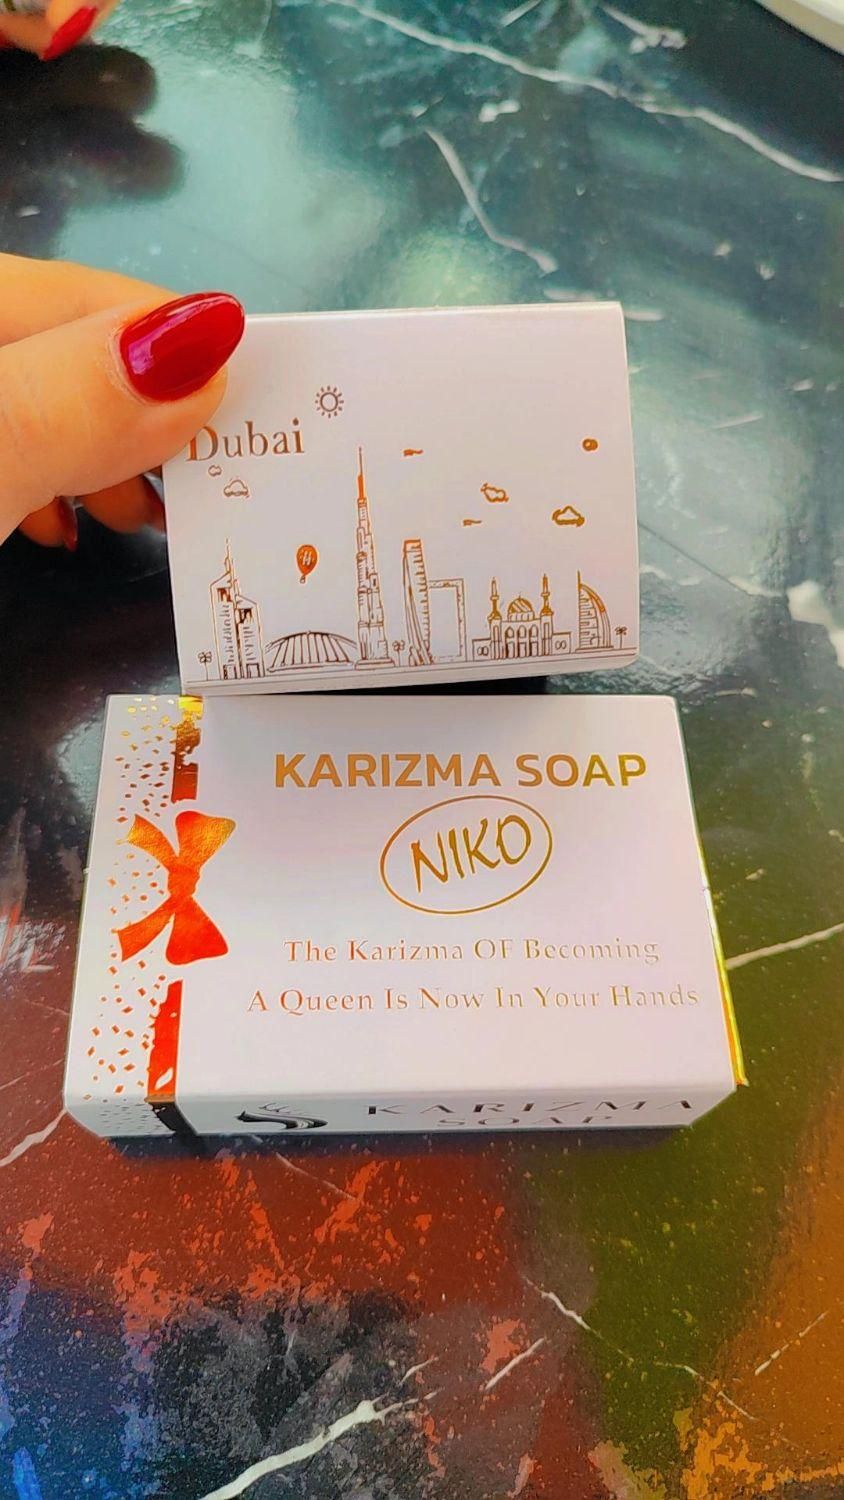 Dubai
KARIZMA SOAP
NIKO
The Karizma OF Becoming
A Queen Is Now In Your Hands
KARIZMA
SOAP